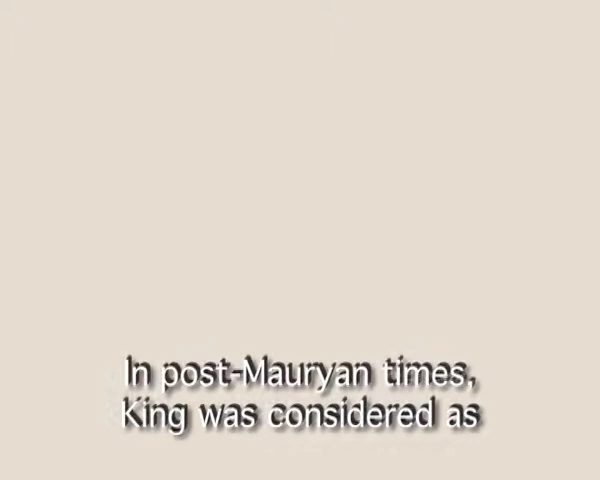 In post-Mauryan times,
King was considered as